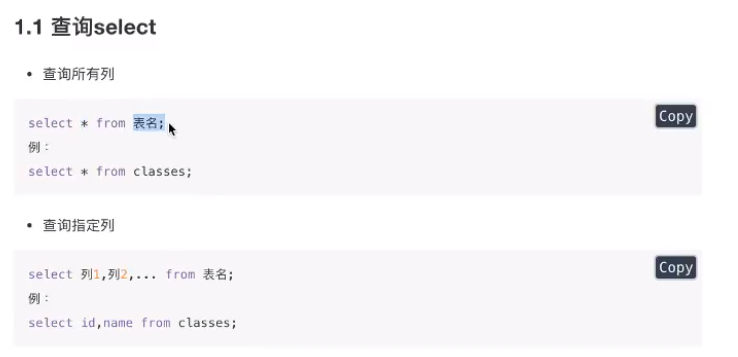 1.1 查询select
• 查询所有列
Copy
select * from 表名;
例：
select * from classes;
• 查询指定列
Copy
select 列1,列2,... from 表名;
例：
select id,name from classes;